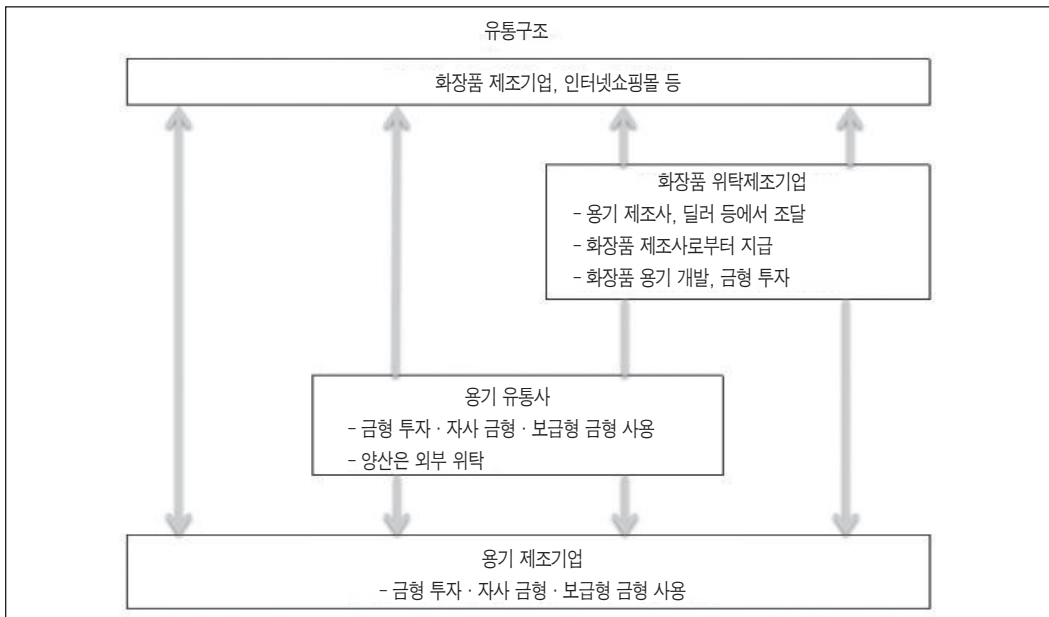 유통구조
화장품 제조기업, 인터넷쇼핑몰 등
화장품 위탁제조기업
- 용기 제조사, 딜러 등에서 조달
- 화장품 제조사로부터 지급
- 화장품 용기 개발, 금형 투자
용기 유통사
- 금형 투자 · 자사 금형 · 보급형 금형 사용
- 양산은 외부 위탁
용기 제조기업
- 금형 투자 · 자사 금형 · 보급형 금형 사용